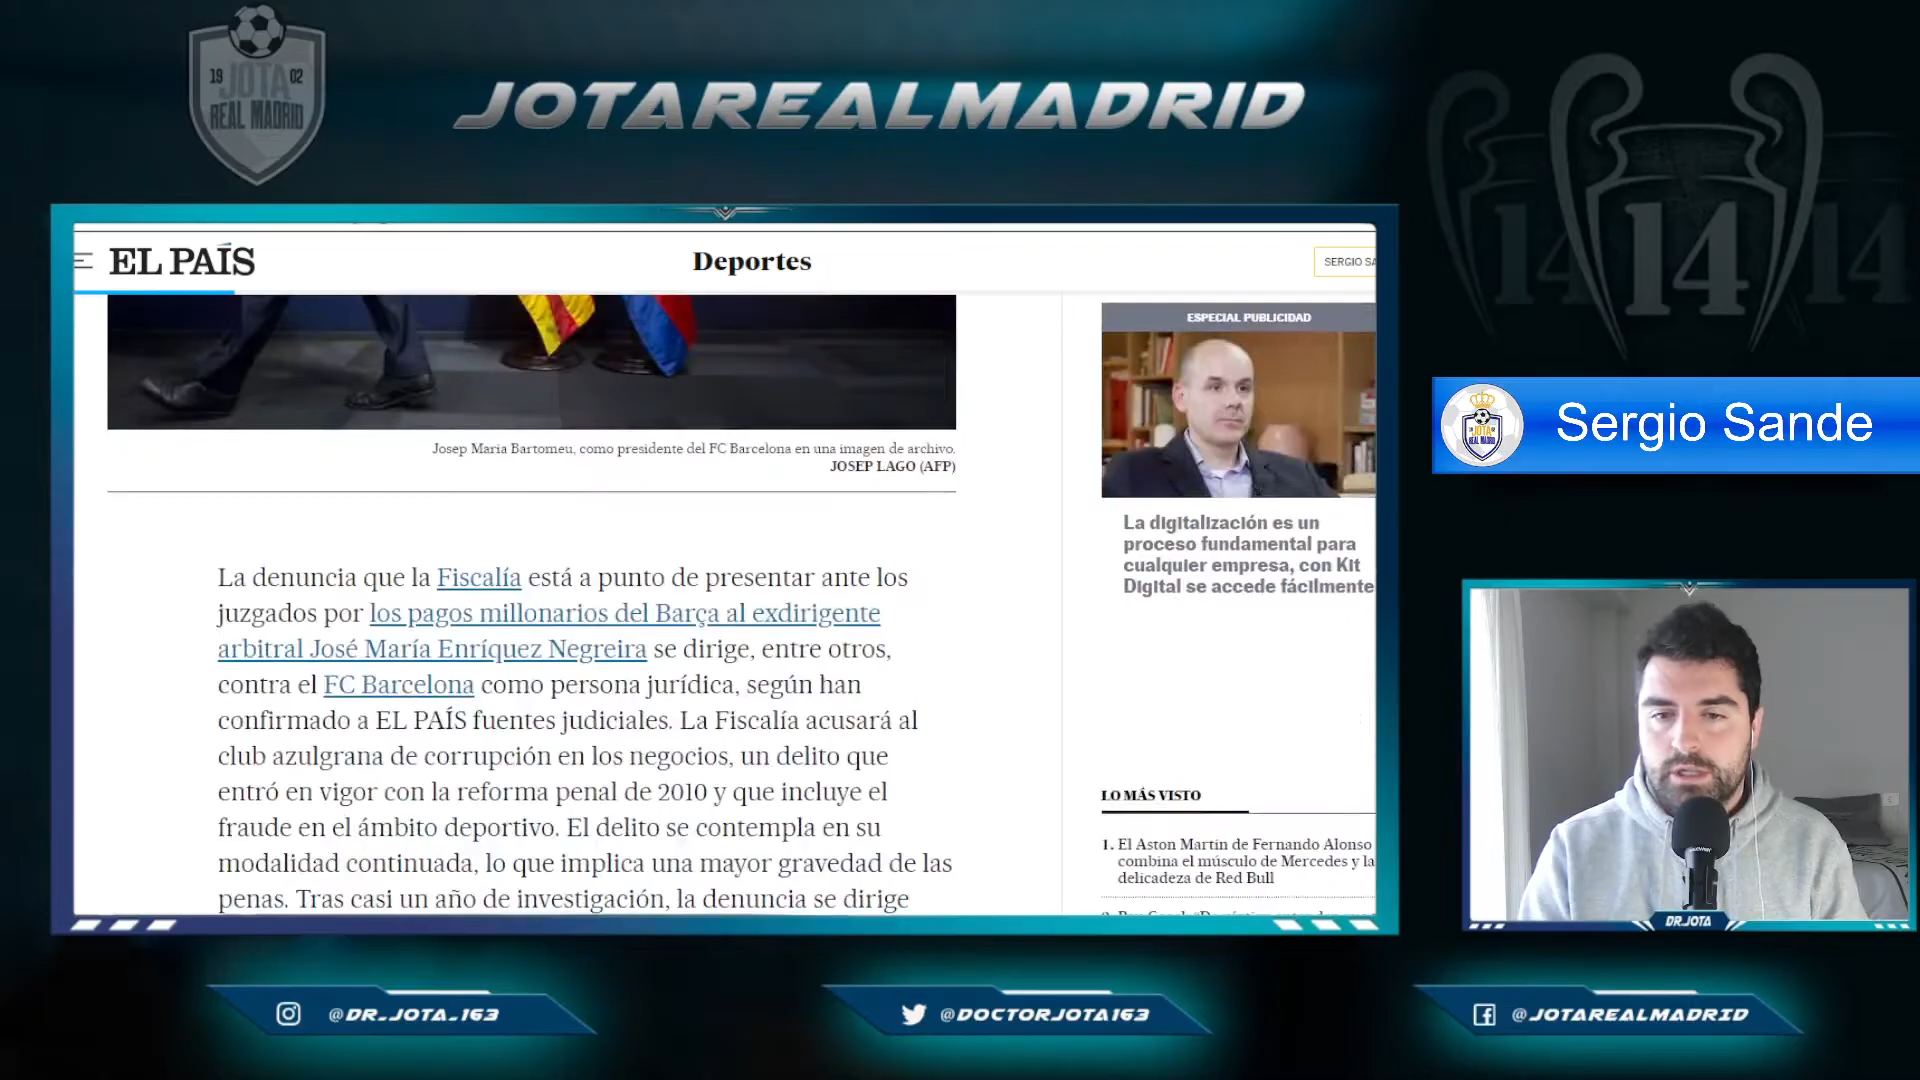 19 02
JOTA
REAL MADRID
JOTAREALMADRID
14 14 14
EL PAÍS
Deportes
SERGIO SA
ESPECIAL PUBLICIDAD
Josep Maria Bartomeu, como presidente del FC Barcelona en una imagen de archivo.
JOSEP LAGO (AFP)
La denuncia que la Fiscalía está a punto de presentar ante los
juzgados por los pagos millonarios del Barça al exdirigente
arbitral José María Enríquez Negreira se dirige, entre otros,
contra el FC Barcelona como persona jurídica, según han
confirmado a EL PAÍS fuentes judiciales. La Fiscalía acusará al
club azulgrana de corrupción en los negocios, un delito que
entró en vigor con la reforma penal de 2010 y que incluye el
fraude en el ámbito deportivo. El delito se contempla en su
modalidad continuada, lo que implica una mayor gravedad de las
penas. Tras casi un año de investigación, la denuncia se dirige
La digitalización es un
proceso fundamental para
cualquier empresa, con Kit
Digital se accede fácilmente
LO MÁS VISTO
1. El Aston Martin de Fernando Alonso
combina el músculo de Mercedes y la
delicadeza de Red Bull
JOTA
REAL MADRID
Sergio Sande
DR.JOTA
@DR_JOTA_163
@DOCTORJOTA163
@JOTAREALMADRID